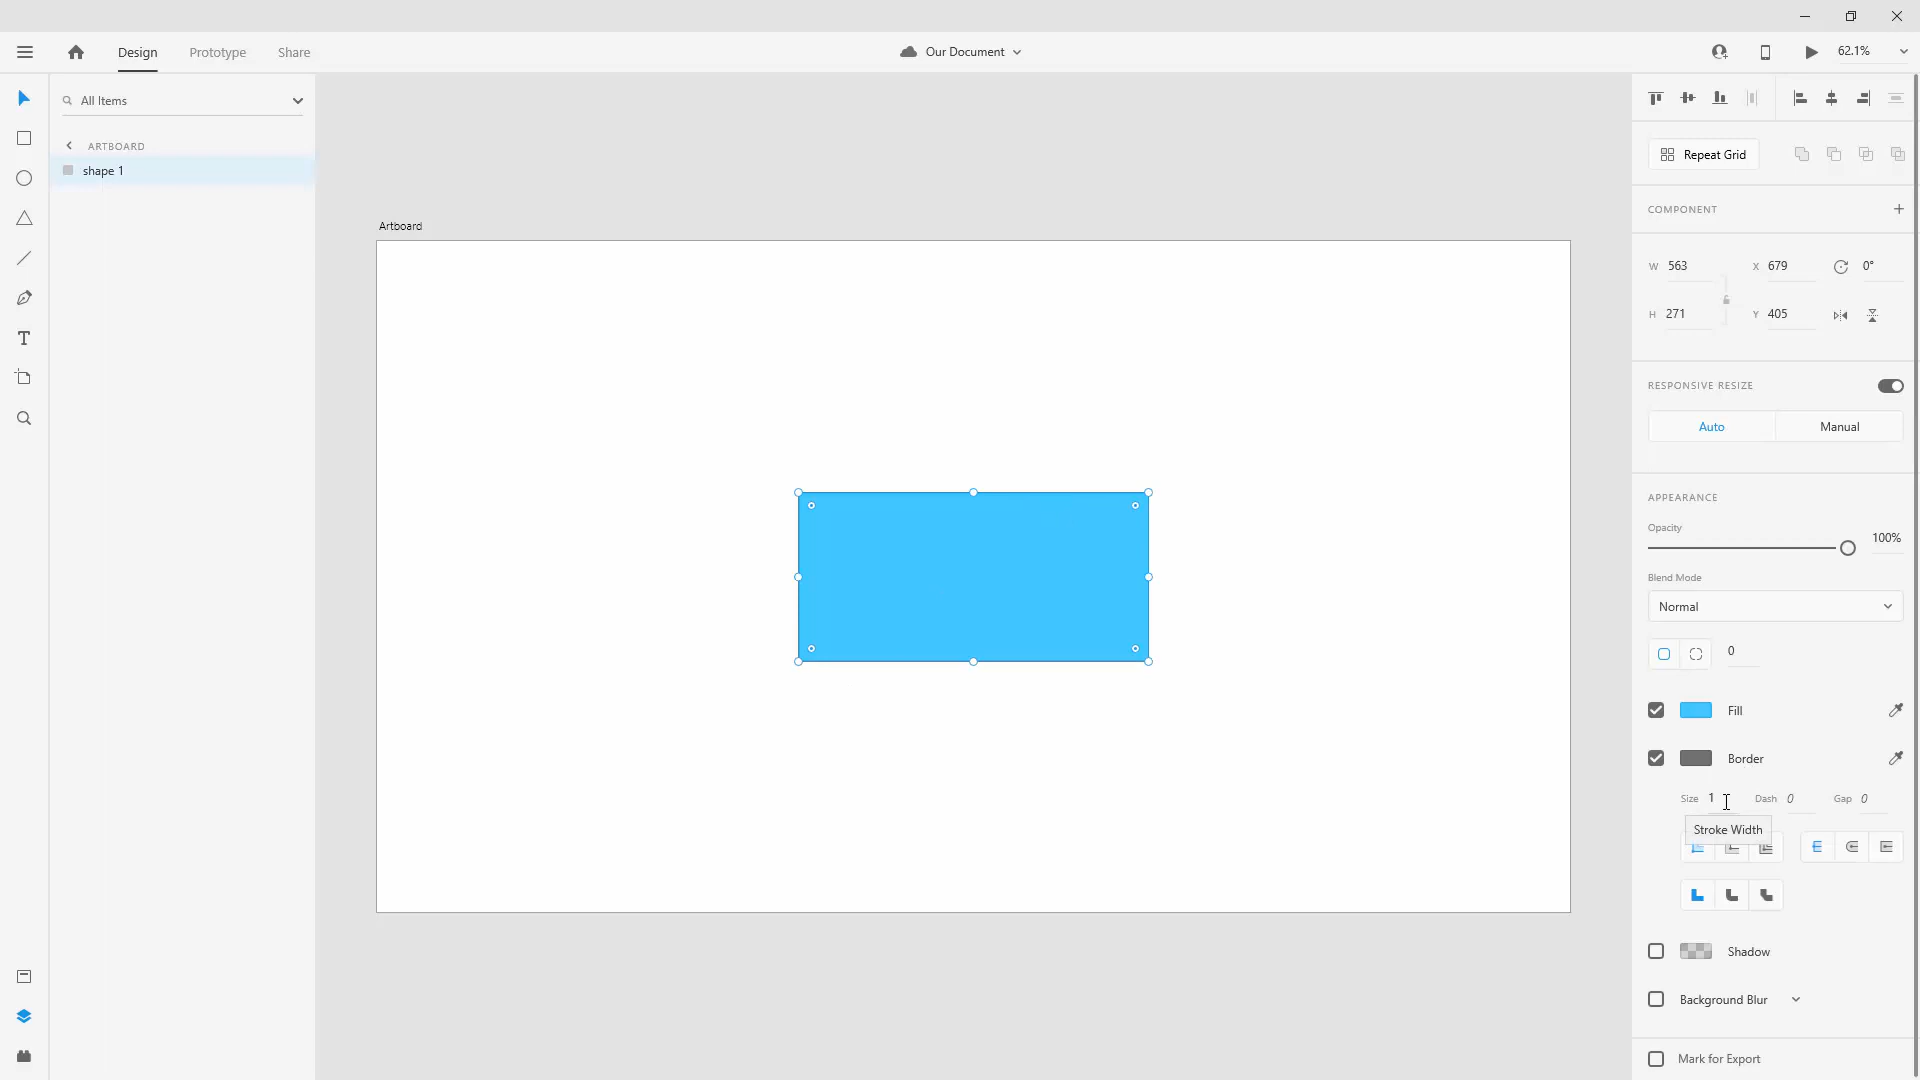 Design
Prototype
Share
Our Document
62.1%
All Items
ARTBOARD
shape 1
Artboard
Repeat Grid
COMPONENT
W 563
X 679
0°
H 271
Y 405
RESPONSIVE RESIZE
Auto
Manual
APPEARANCE
Opacity
100%
Blend Mode
Normal
0
Fill
Border
Size 1
Dash 0
Gap 0
Stroke Width
Shadow
Background Blur
Mark for Export